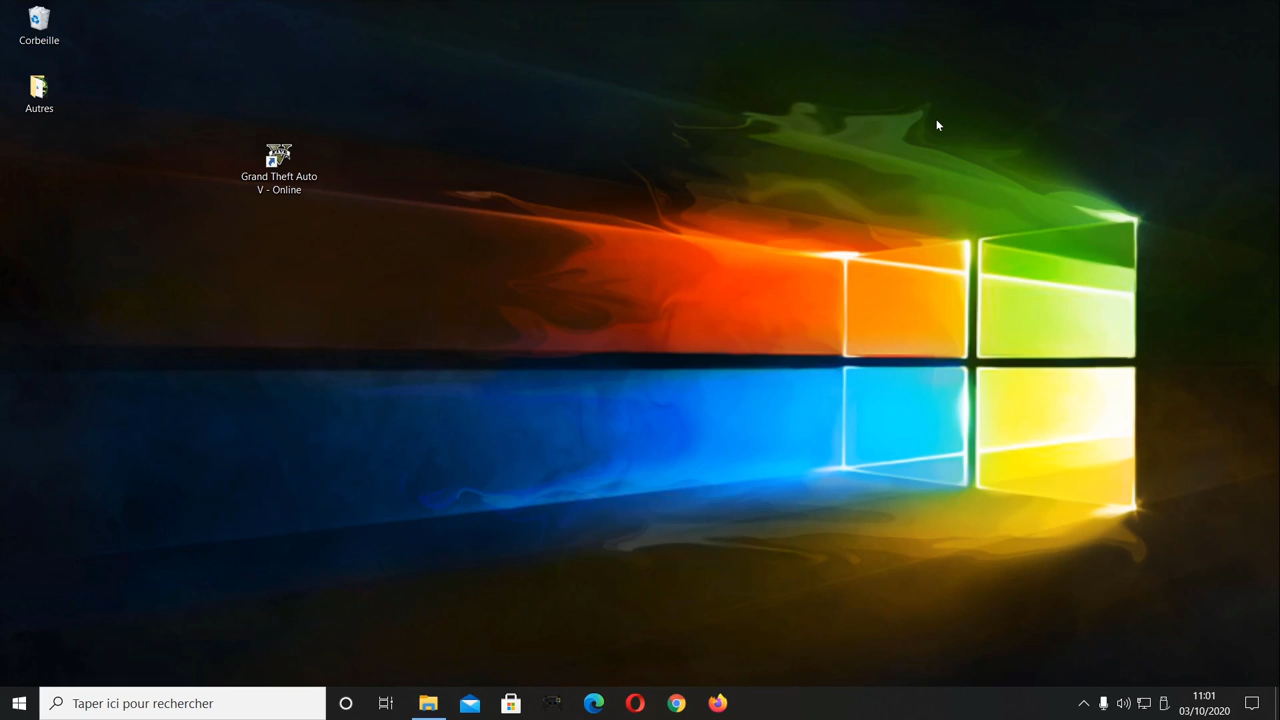 Corbeille
Autres
Grand Theft Auto
V - Online
Taper ici pour rechercher
11:01
03/10/2020